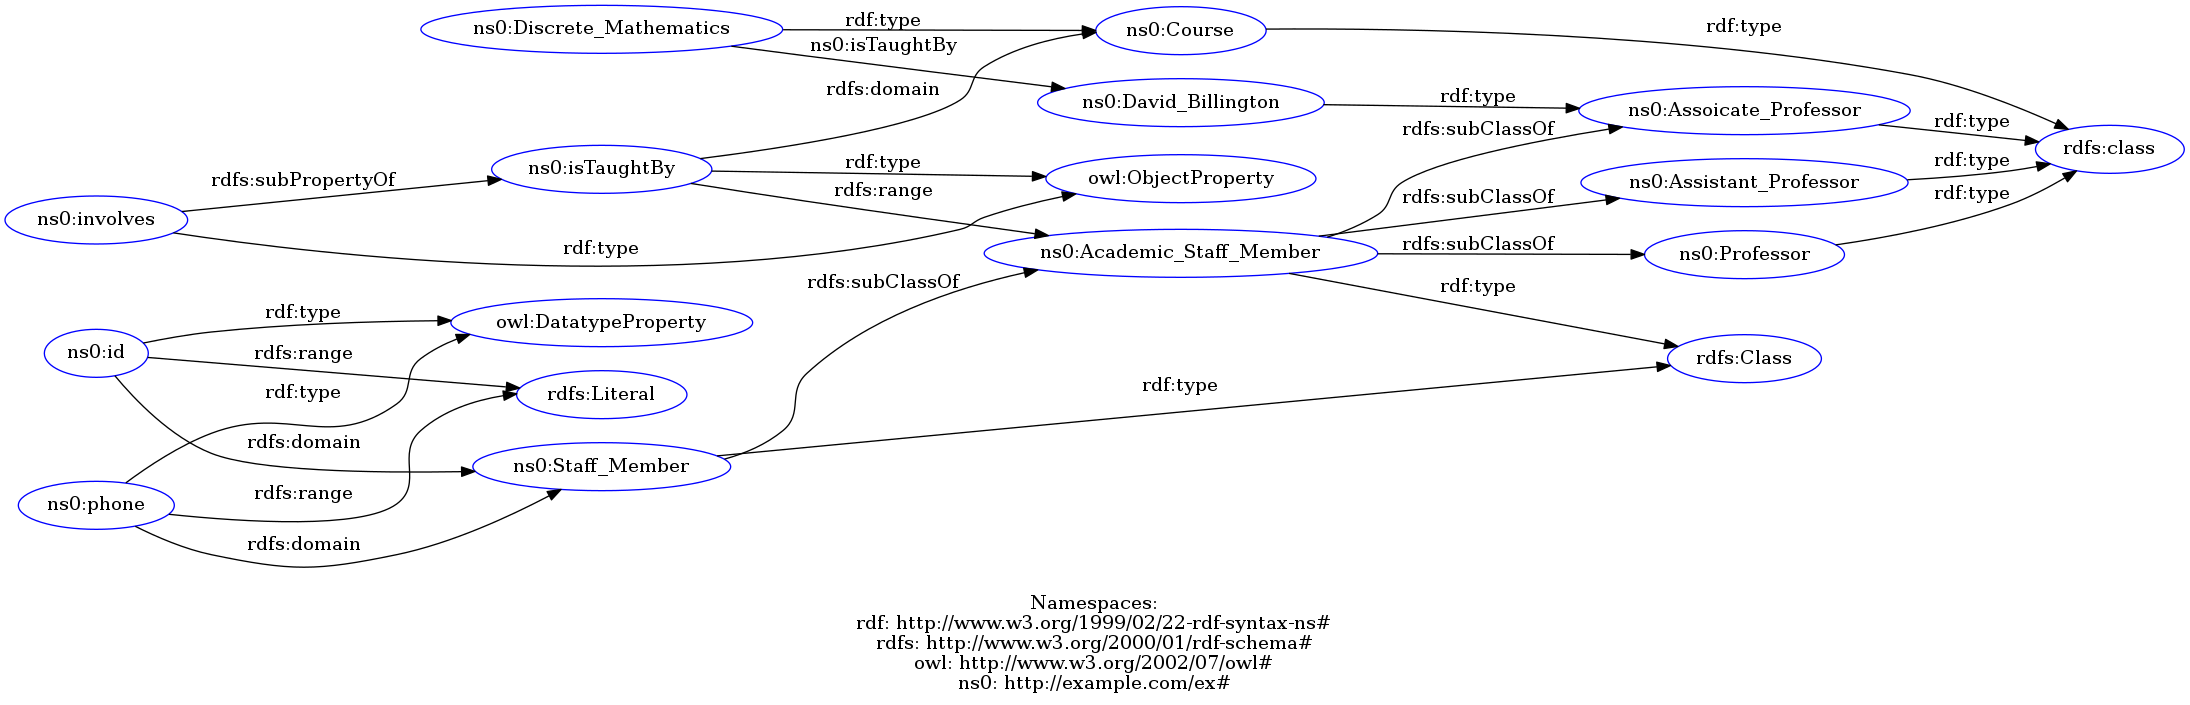 ns0:Discrete_Mathematics
rdf:type
ns0:Course
rdf:type
ns0:isTaughtBy
rdfs:domain
ns0:David_Billington
rdf:type
ns0:Assoicate_Professor
rdf:type
rdfs:class
rdfs:subClassOf
ns0:isTaughtBy
rdf:type
owl:ObjectProperty
rdfs:range
rdfs:subPropertyOf
ns0:involves
rdf:type
rdfs:subClassOf
ns0:Assistant_Professor
rdf:type
rdf:type
ns0:Academic_Staff_Member
rdfs:subClassOf
ns0:Professor
rdfs:subClassOf
rdf:type
rdf:type
owl:DatatypeProperty
ns0:id
rdfs:range
rdf:type
rdfs:Literal
rdfs:Class
rdf:type
rdfs:domain
ns0:Staff_Member
ns0:phone
rdfs:range
rdfs:domain
Namespaces:
rdf: http://www.w3.org/1999/02/22-rdf-syntax-ns#
rdfs: http://www.w3.org/2000/01/rdf-schema#
owl: http://www.w3.org/2002/07/owl#
ns0: http://example.com/ex#